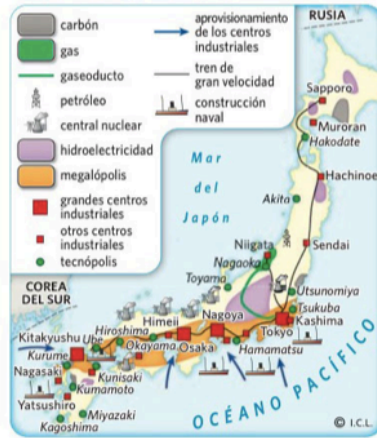 carbón
gas
gaseoducto
petróleo
central nuclear
hidroelectricidad
megalópolis
grandes centros
industriales
otros centros
industriales
tecnópolis
aprovisionamiento
de los centros
industriales
tren de
gran velocidad
construcción
naval
RUSIA
Sapporo
Muroran
Hakodate
Hachinoe
Mar
del
Japón
Akita
Niigata
Sendai
Nagaoka
Toyama
Utsunomiya
Tsukuba
Kashima
COREA
DEL SUR
Himeii
Nagoya
Tokyo
Kitakyushu
Ube
Hiroshima
Okayama
Osaka
Hamamatsu
Kurume
Nagasaki
Kunisaki
Kumamoto
Yatsushiro
Miyazaki
Kagoshima
OCÉANO PACÍFICO
© I.C.L.